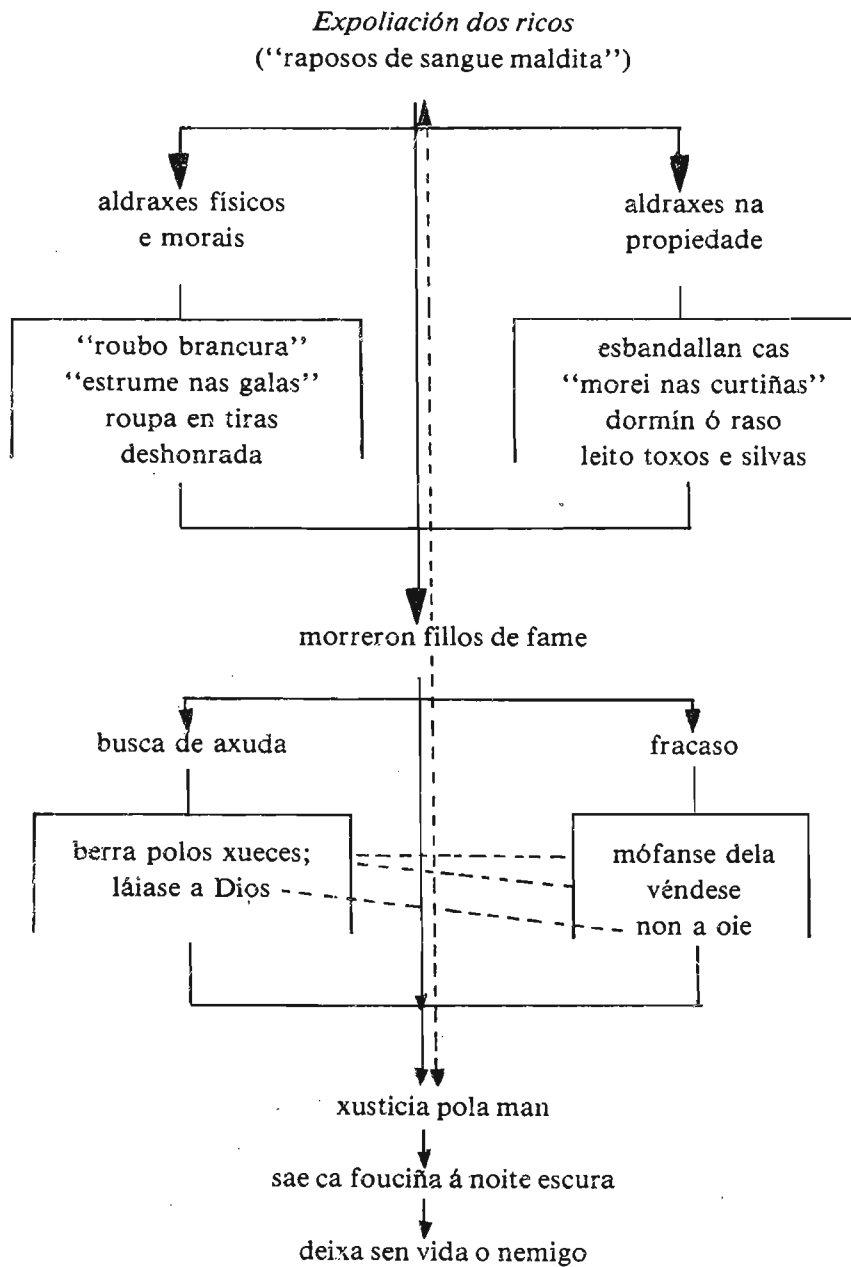 Expoliación dos ricos
(“raposos de sangue maldita”)
aldraxes físicos
e morais
aldraxes na
propiedade
“roubo brancura”
“estrume nas galas”
roupa en tiras
deshonrada
esbandallan cas
“morei nas curtiñas”
dormín ó raso
leito toxos e silvas
morreron fillos de fame
busca de axuda
fracaso
berra polos xueces;
láiase a Dios
mófanse dela
véndese
non a oie
xusticia pola man
sae ca fouciña á noite escura
deixa sen vida o nemigo